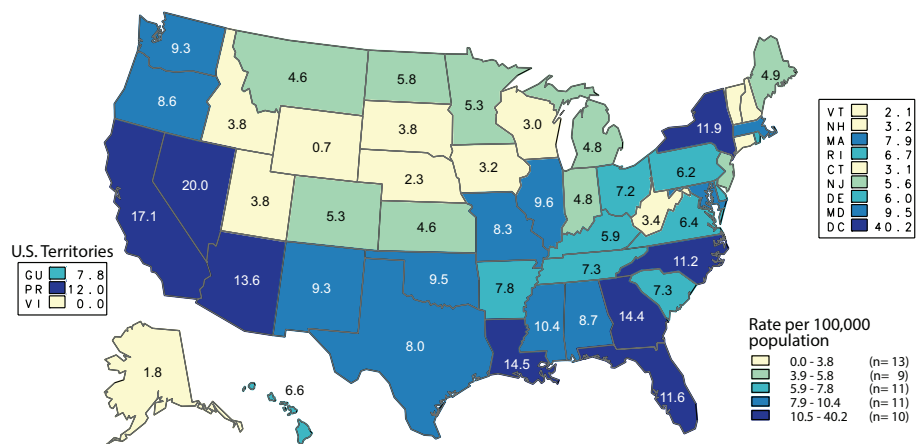 9.3
4.6
5.8
5.3
4.9
8.6
3.8
0.7
3.8
3.0
4.8
11.9
VT 2.1
NH 3.2
MA 7.9
RI 6.7
CT 3.1
NJ 5.6
DE 6.0
MD 9.5
DC 40.2
17.1
20.0
3.8
5.3
2.3
4.6
3.2
8.3
9.6
4.8
7.2
6.2
3.4
6.4
5.9
7.3
11.2
7.3
13.6
9.3
9.5
7.8
8.0
14.5
10.4
8.7
14.4
11.6
U.S. Territories
GU 7.8
PR 12.0
VI 0.0
1.8
6.6
Rate per 100,000
population
0.0 - 3.8 (n= 13)
3.9 - 5.8 (n= 9)
5.9 - 7.8 (n= 11)
7.9 - 10.4 (n= 11)
10.5 - 40.2 (n= 10)